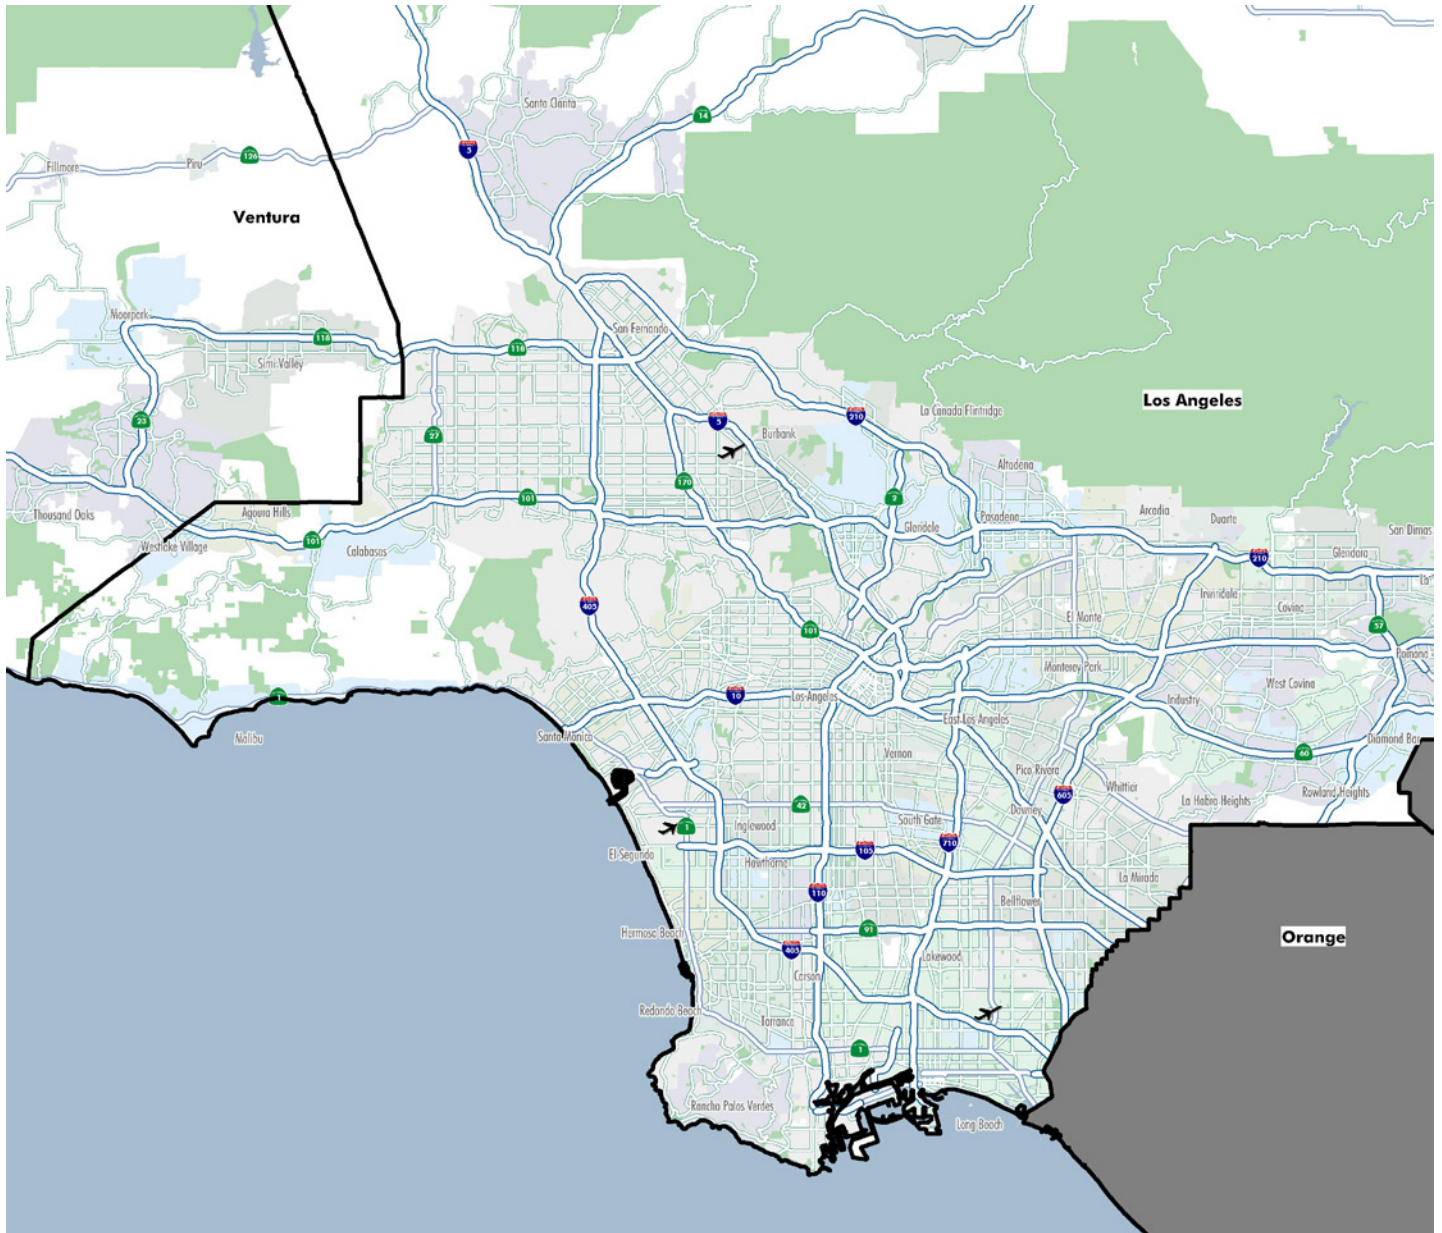 Santa Clarita
14
5
126
Fillmore
Piru
Ventura
Moorpark
118
Simi Valley
118
San Fernando
Los Angeles
23
27
5
210
La Canada Flintridge
Burbank
Altadena
170
101
2
Thousand Oaks
Agoura Hills
Westlake Village
101
Calabasas
Glendale
Pasadena
Arcadia
Duarte
San Dimas
Glendora
210
405
Irwindale
Covina
El Monte
101
57
Pomona
Monterey Park
West Covina
Industry
10
Los Angeles
East Los Angeles
Malibu
Santa Monica
Vernon
Diamond Bar
60
Pico Rivera
Whittier
Rowland Heights
La Habra Heights
605
42
Downey
1
Inglewood
South Gate
El Segundo
Hawthorne
105
710
La Mirada
110
Bellflower
91
Hermosa Beach
405
Lakewood
Orange
Carson
Redondo Beach
Torrance
1
Rancho Palos Verdes
Long Beach